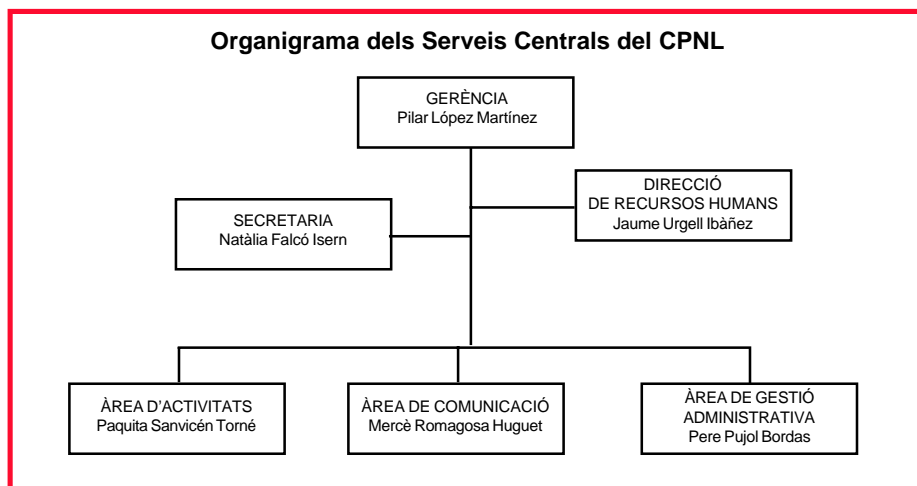 Organigrama dels Serveis Centrals del CPNL
GERÈNCIA
Pilar López Martínez
DIRECCIÓ
DE RECURSOS HUMANS
Jaume Urgell Ibàñez
SECRETARIA
Natàlia Falcó Isern
ÀREA D'ACTIVITATS
Paquita Sanvicén Torné
ÀREA DE COMUNICACIÓ
Mercè Romagosa Huguet
ÀREA DE GESTIÓ
ADMINISTRATIVA
Pere Pujol Bordas